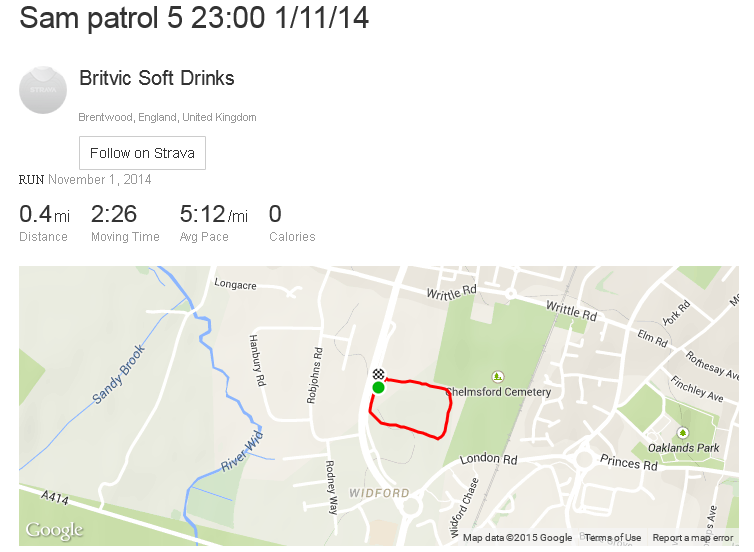 Sam patrol 5 23:00 1/11/14
STRAVA
Britvic Soft Drinks
Brentwood, England, United Kingdom
Follow on Strava
RUN November 1, 2014
0.4mi 2:26 5:12/mi 0
Distance Moving Time Avg Pace Calories
Longacre
Writtle Rd
Writtle Rd
York Rd
Elm Rd
Hanbury Rd
Robjohns Rd
Sandy Brook
Rothesay Ave
Finchley Ave
Chelmsford Cemetery
River Wid
Oaklands Park
London Rd
Princes Rd
Rodney Way
WIDFORD
Widford Chase
A414
Google
Map data ©2015 Google Terms of Use Report a map error